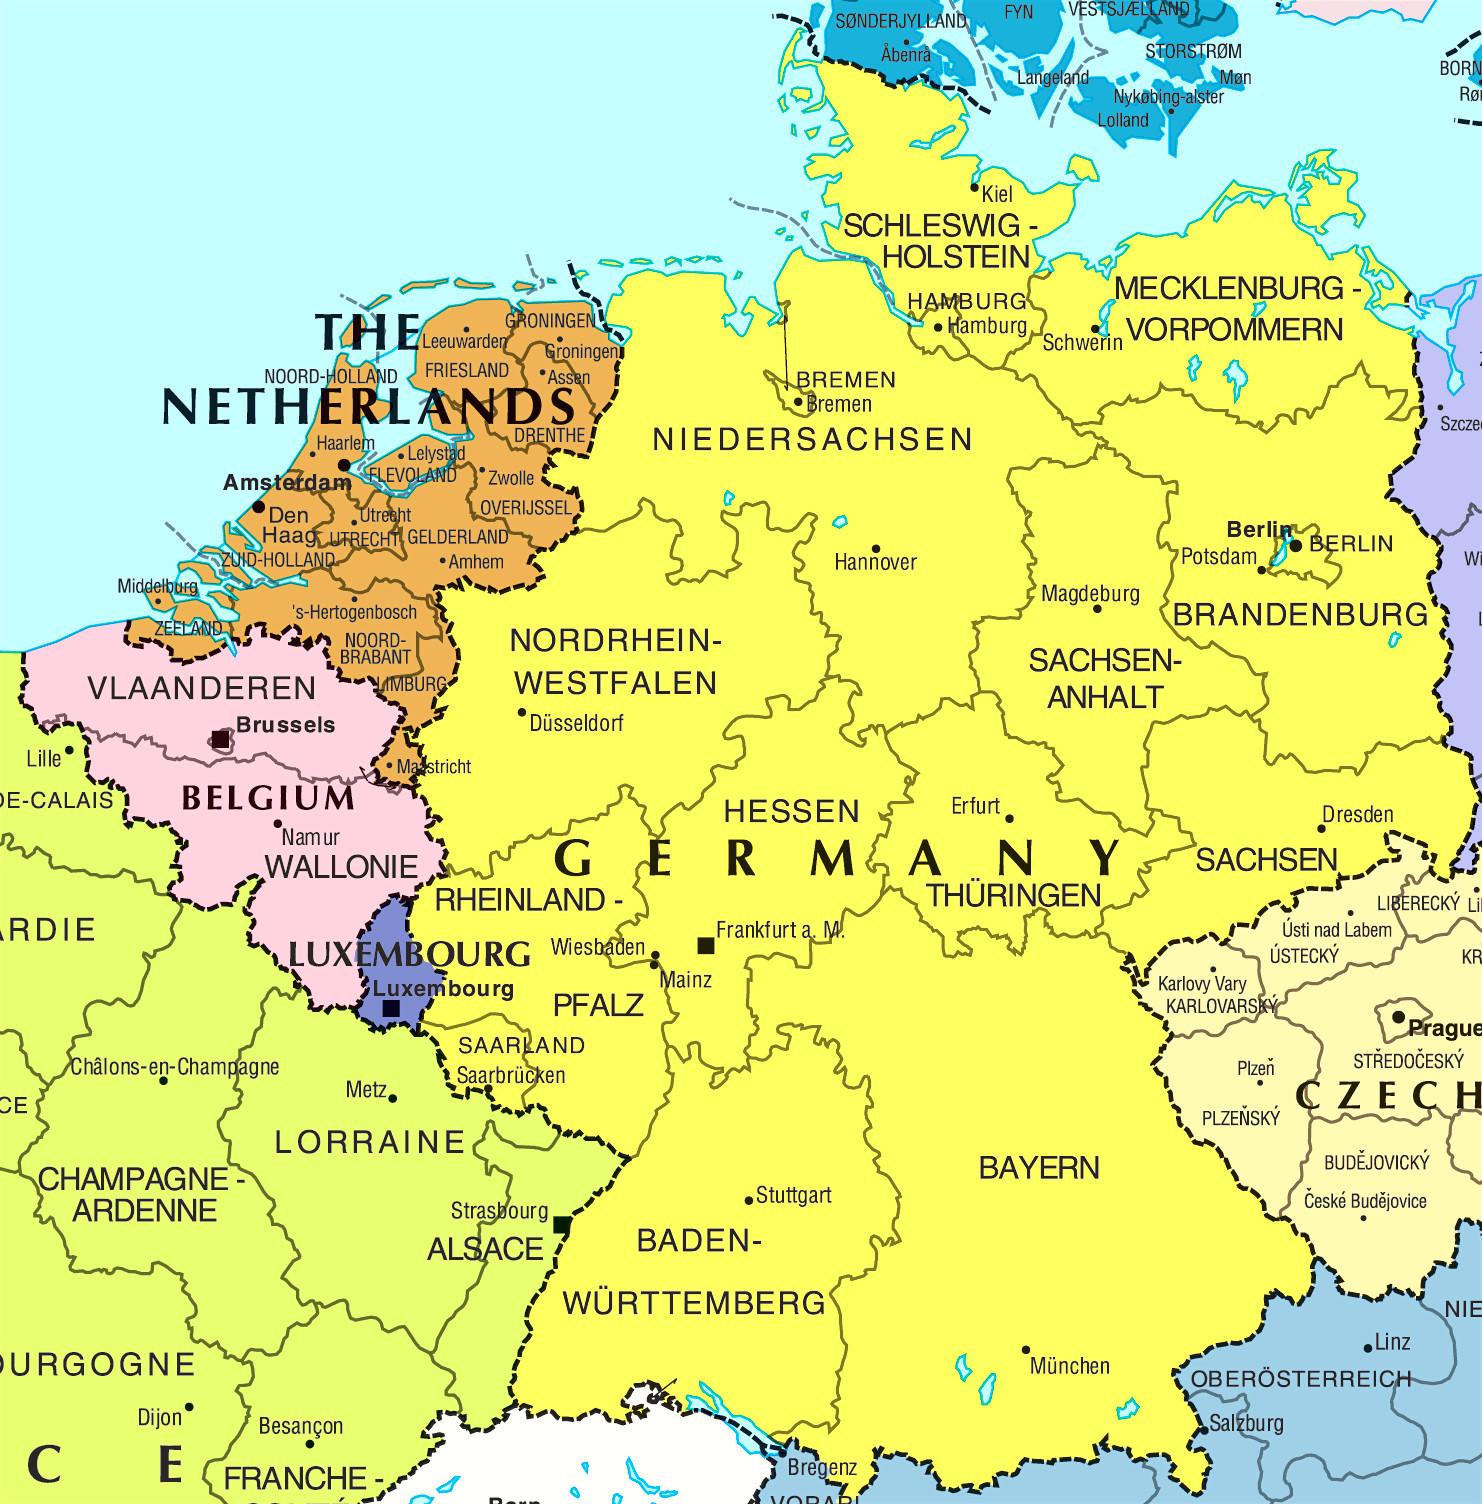 SØNDERJYLLAND
FYN
VESTSJÆLLAND
Åbenrå
STORSTRØM
Langeland
Møn
Nykøbing-alster
Lolland
BORN
Røn
Kiel
SCHLESWIG -
HOLSTEIN
MECKLENBURG -
VORPOMMERN
HAMBURG
Hamburg
Schwerin
THE
NETHERLANDS
GRONINGEN
Leeuwarden
Groningen
FRIESLAND
Assen
NOORD-HOLLAND
DRENTHE
Haarlem
Lelystad
FLEVOLAND
Zwolle
Amsterdam
OVERIJSSEL
Den
Haag
Utrecht
UTRECHT
GELDERLAND
ZUID-HOLLAND
Arnhem
Middelburg
's-Hertogenbosch
ZEELAND
NOORD-
BRABANT
LIMBURG
Maastricht
BREMEN
Bremen
NIEDERSACHSEN
Hannover
Szcze
Berlin
BERLIN
Potsdam
BRANDENBURG
Magdeburg
SACHSEN-
ANHALT
Wi
NORDRHEIN-
WESTFALEN
Düsseldorf
VLAANDEREN
Brussels
Lille
DE-CALAIS
BELGIUM
Namur
WALLONIE
HESSEN
Erfurt
Dresden
GERMANY
SACHSEN
THÜRINGEN
RHEINLAND -
PFALZ
Frankfurt a. M.
Wiesbaden
Mainz
LUXEMBOURG
Luxembourg
ARDIE
LIBERECKÝ
Lil
Ústi nad Labem
ÚSTECKÝ
KR
Karlovy Vary
KARLOVARSKÝ
Prague
STŘEDOČESKÝ
Plzeň
CZECH
PLZEŇSKÝ
BUDĚJOVICKÝ
České Budějovice
SAARLAND
Saarbrücken
Châlons-en-Champagne
Metz
CE
LORRAINE
CHAMPAGNE -
ARDENNE
Strasbourg
ALSACE
Stuttgart
BADEN-
WÜRTTEMBERG
BAYERN
München
NIE
Linz
OBERÖSTERREICH
Salzburg
OURGOGNE
Dijon
Besançon
C E
FRANCHE -
COMTÉ
Bregenz
VORARL
Bern